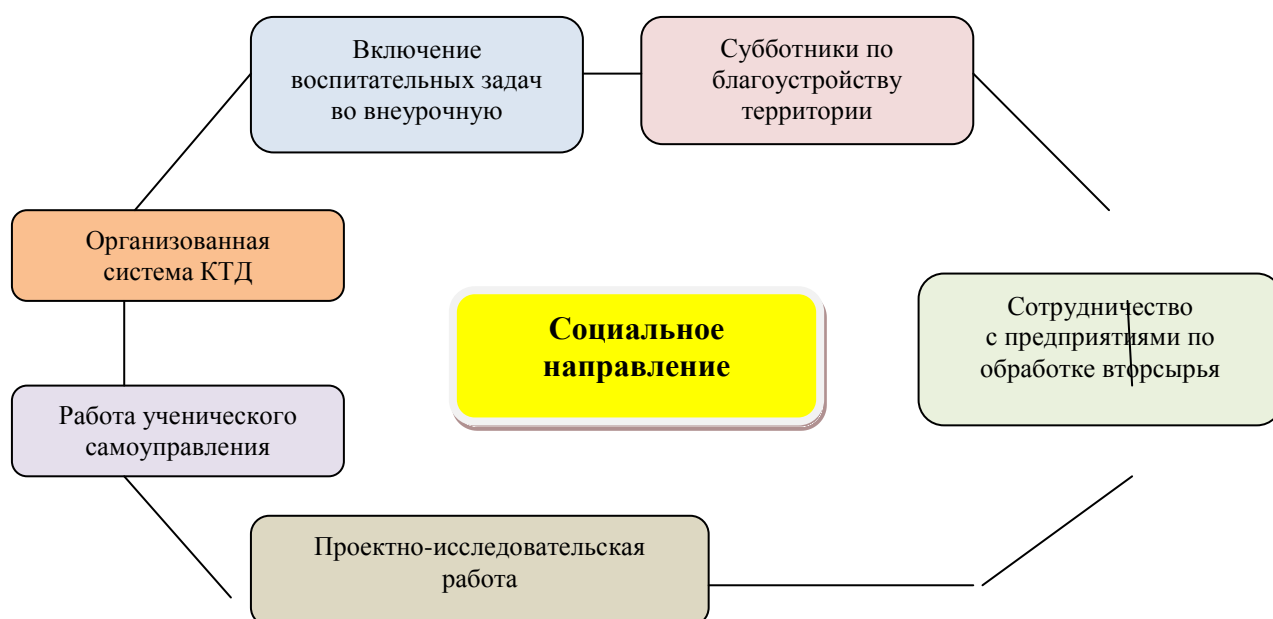 Включение
воспитательных задач
во внеурочную
Субботники по
благоустройству
территории
Организованная
система КТД
Социальное
направление
Сотрудничество
с предприятиями по
обработке вторсырья
Работа ученического
самоуправления
Проектно-исследовательская
работа